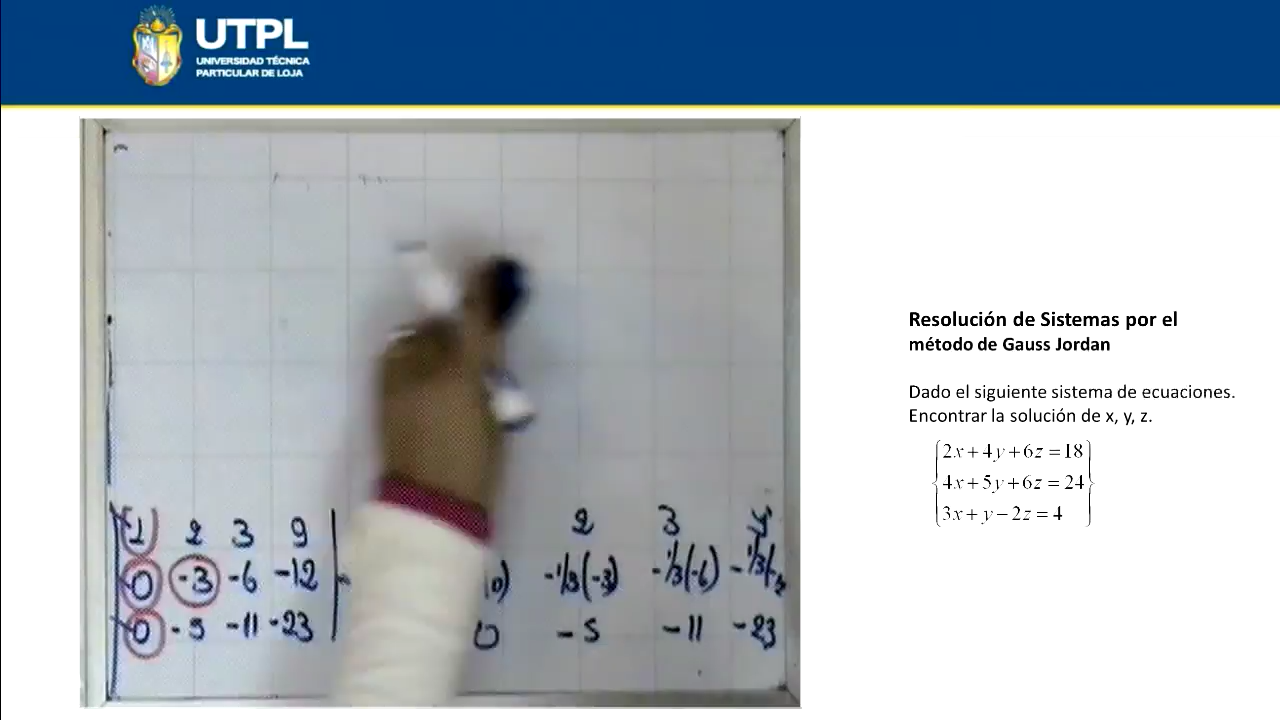 UTPL
UNIVERSIDAD TÉCNICA
PARTICULAR DE LOJA
1 2 3 9 2 3
0 -3 -6 -12 0) -1/3(-3) -1/3(-6) -1/3(-12
0 -5 -11 -23 0 -5 -11 -23
Resolución de Sistemas por el
método de Gauss Jordan
Dado el siguiente sistema de ecuaciones.
Encontrar la solución de x, y, z.
2x+4y+6z=18
4x+5y+6z=24
3x+y−2z=4